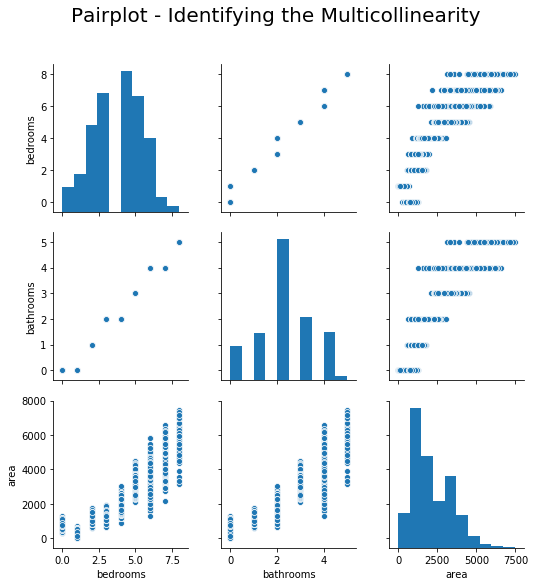 Pairplot - Identifying the Multicollinearity
8
6
4
2
0
bedrooms
5
4
3
2
1
0
bathrooms
8000
6000
4000
2000
0
area
0.0 2.5 5.0 7.5
bedrooms
0 2 4
bathrooms
0 2500 5000 7500
area